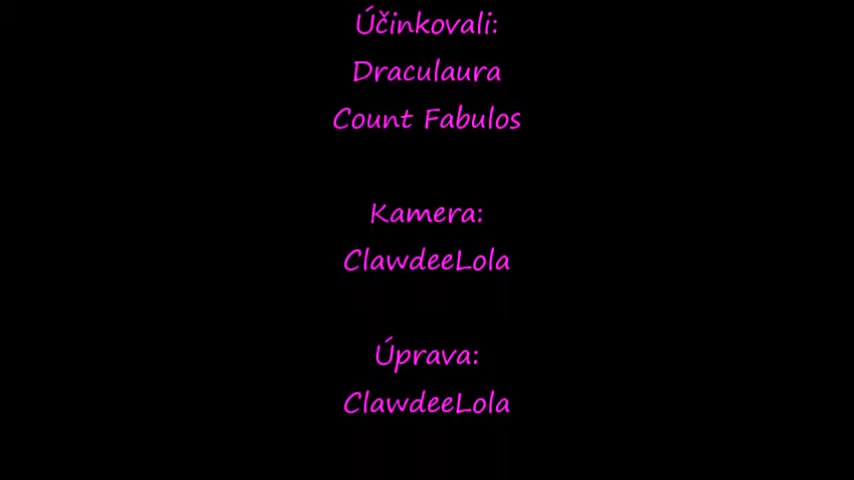 Účinkovali:
Draculaura
Count Fabulos
Kamera:
ClawdeeLola
Úprava:
ClawdeeLola